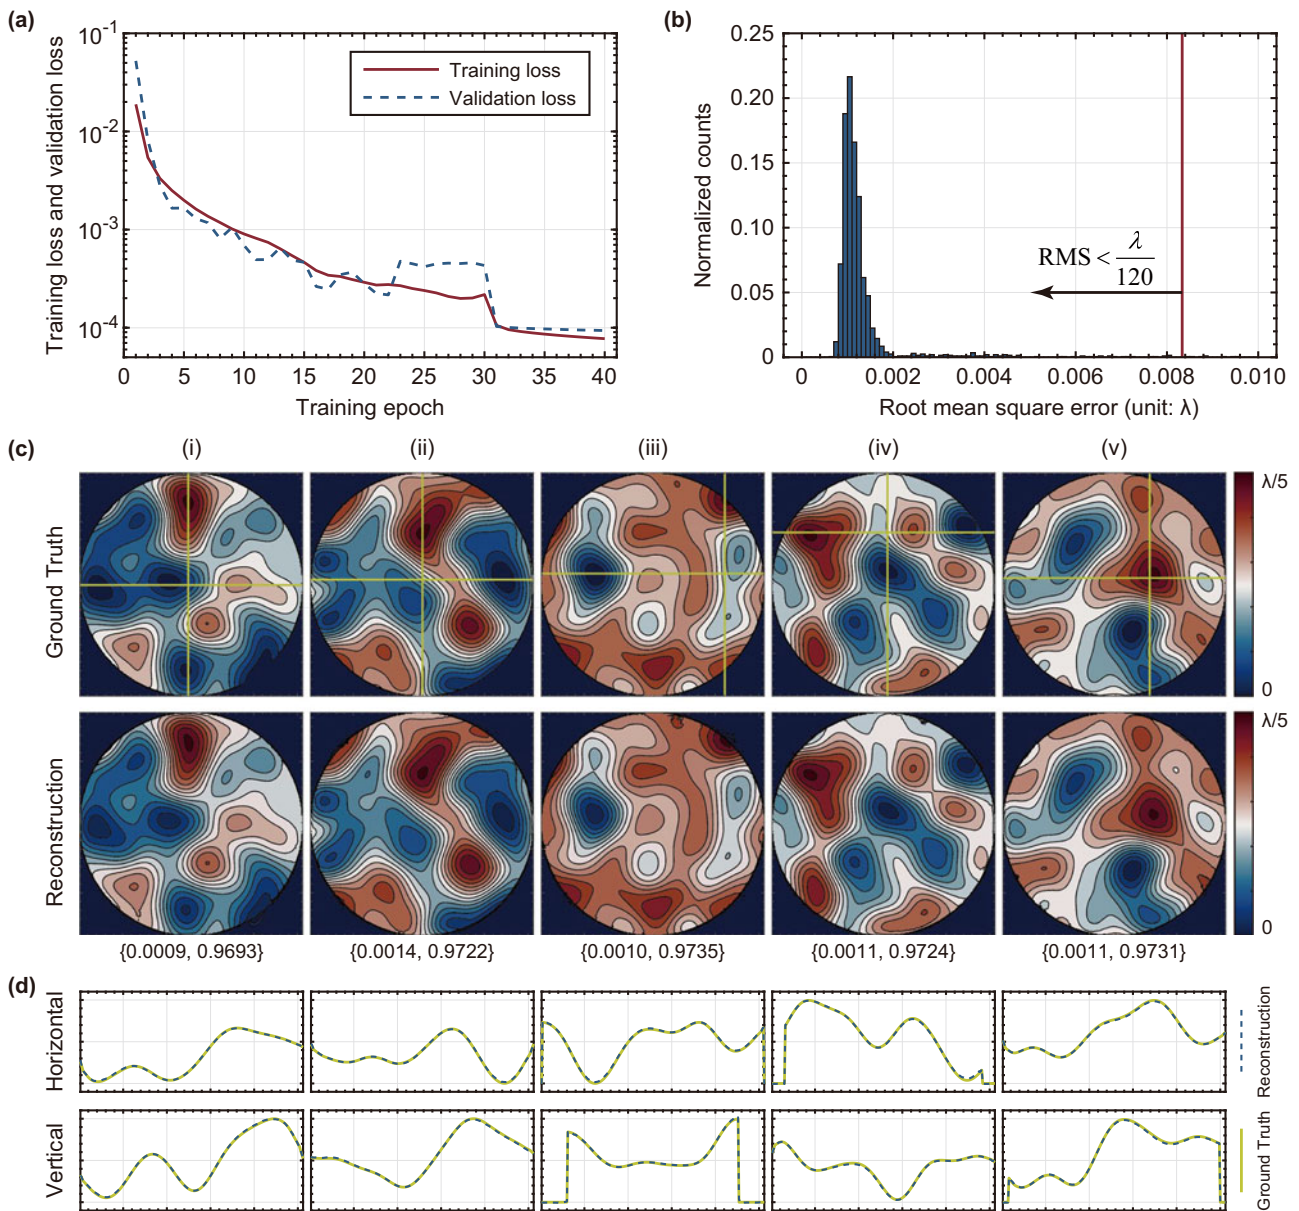 (a)
Training loss and validation loss
10^-1
10^-2
10^-3
10^-4
0 5 10 15 20 25 30 35 40
Training epoch
Training loss
Validation loss
(b)
Normalized counts
0.25
0.20
0.15
0.10
0.05
0
0 0.002 0.004 0.006 0.008 0.010
Root mean square error (unit: λ)
RMS < λ/120
(c)
(i) (ii) (iii) (iv) (v)
Ground Truth
λ/5
0
Reconstruction
λ/5
0
{0.0009, 0.9693} {0.0014, 0.9722} {0.0010, 0.9735} {0.0011, 0.9724} {0.0011, 0.9731}
(d)
Horizontal
Vertical
Reconstruction
Ground Truth